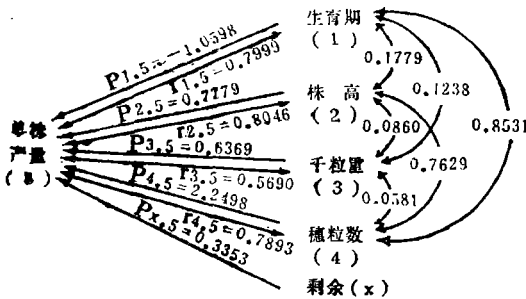 生育期
(1)
P1.5=-1.0598
r1.5=0.7999
0.1779
0.1238
P2.5=0.7279
株高
r2.5=0.8046
(2)
0.8531
单株
产量
(5)
P3.5=0.6369
0.0860
r3.5=0.5690
千粒重
0.7629
P4.5=2.2498
(3)
r4.5=0.7893
0.0581
Px.5=0.3353
穗粒数
(4)
剩余(x)